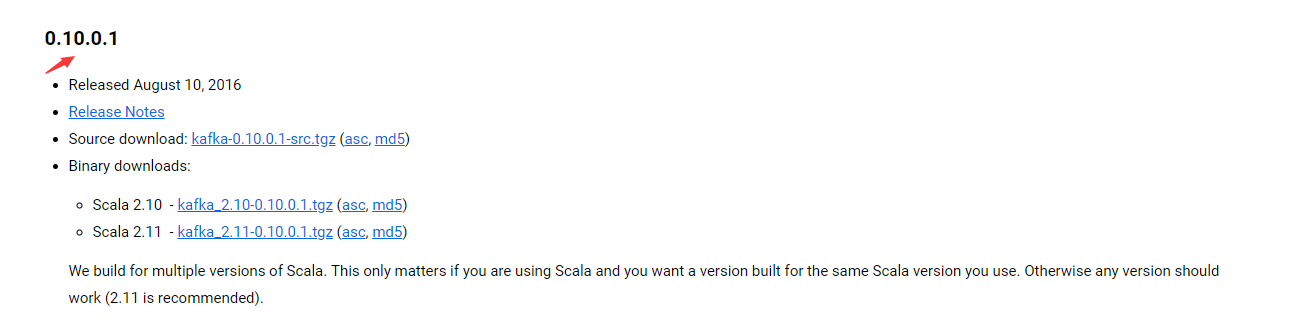 0.10.0.1
Released August 10, 2016
Release Notes
Source download: kafka-0.10.0.1-src.tgz (asc, md5)
Binary downloads:
Scala 2.10 - kafka_2.10-0.10.0.1.tgz (asc, md5)
Scala 2.11 - kafka_2.11-0.10.0.1.tgz (asc, md5)
We build for multiple versions of Scala. This only matters if you are using Scala and you want a version built for the same Scala version you use. Otherwise any version should
work (2.11 is recommended).